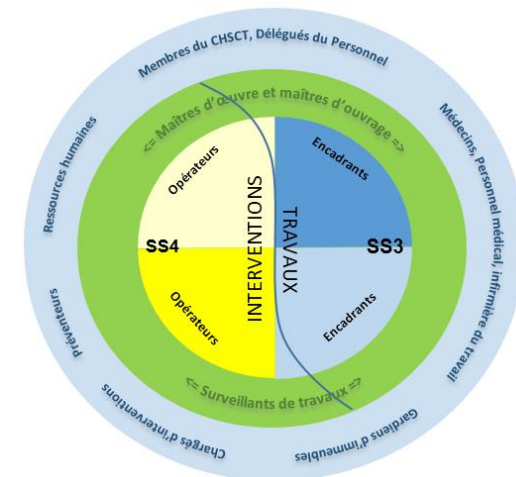 Membres du CHSCT, Délégués du Personnel
Médecins, Personnel médical, infirmière du travail
Gardiens d'immeubles
Chargés d'interventions
Préventeurs
Ressources humaines
<= Maîtres d'œuvre et maîtres d'ouvrage =>
Opérateurs
Encadrants
INTERVENTIONS
TRAVAUX
SS4
SS3
Opérateurs
Encadrants
<= Surveillants de travaux =>